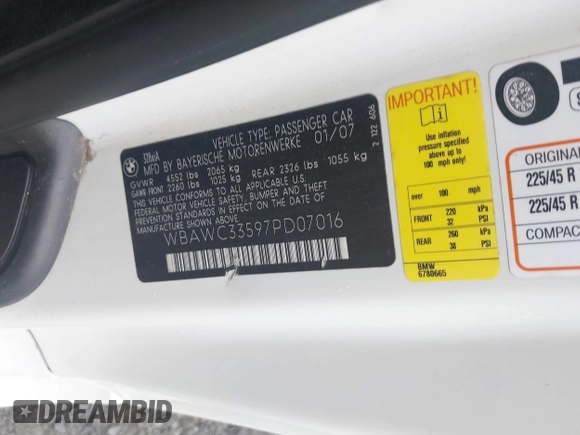 VEHICLE TYPE: PASSENGER CAR
MFD BY BAYERISCHE MOTORENWERKE 01/07
GVWR 4552 lbs 2065 kg
GAWR FRONT 2260 lbs 1025 kg REAR 2326 lbs 1055 kg
THIS VEHICLE CONFORMS TO ALL APPLICABLE U.S.
FEDERAL MOTOR VEHICLE SAFETY, BUMPER, AND THEFT
PREVENTION STANDARDS IN EFFECT ON THE DATE OF
MANUFACTURE SHOWN ABOVE.
WBAWC33597PD07016
2 122 606
IMPORTANT!
Use inflation
pressure specified
above up to
100 mph only!
over 100 mph
FRONT 220 kPa
32 PSI
REAR 260 kPa
38 PSI
BMW
6780665
ORIGINAL
225/45 R
225/45 R
COMPAC
DREAMBID